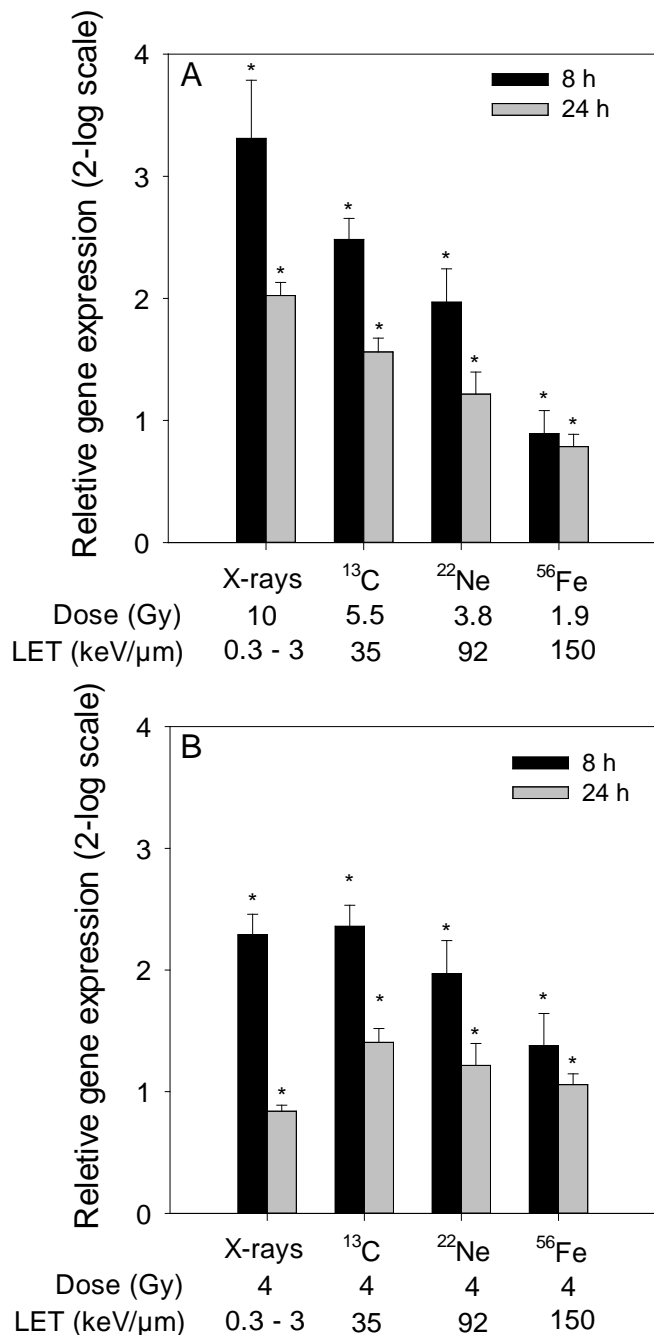 A
8 h
24 h
Reletive gene expression (2-log scale)
4
3
2
1
0
* * * * * * * *
X-rays ¹³C ²²Ne ⁵⁶Fe
Dose (Gy) 10 5.5 3.8 1.9
LET (keV/µm) 0.3 - 3 35 92 150
B
8 h
24 h
Reletive gene expression (2-log scale)
4
3
2
1
0
* * * * * * * *
X-rays ¹³C ²²Ne ⁵⁶Fe
Dose (Gy) 4 4 4 4
LET (keV/µm) 0.3 - 3 35 92 150